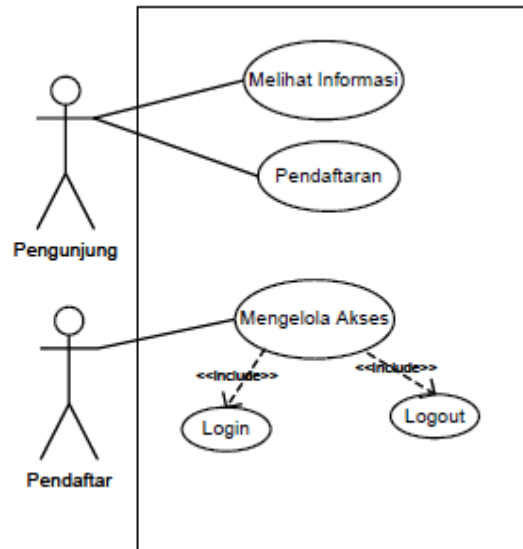 Melihat Informasi
Pendaftaran
Pengunjung
Mengelola Akses
<<Include>>
<<Include>>
Login
Logout
Pendaftar